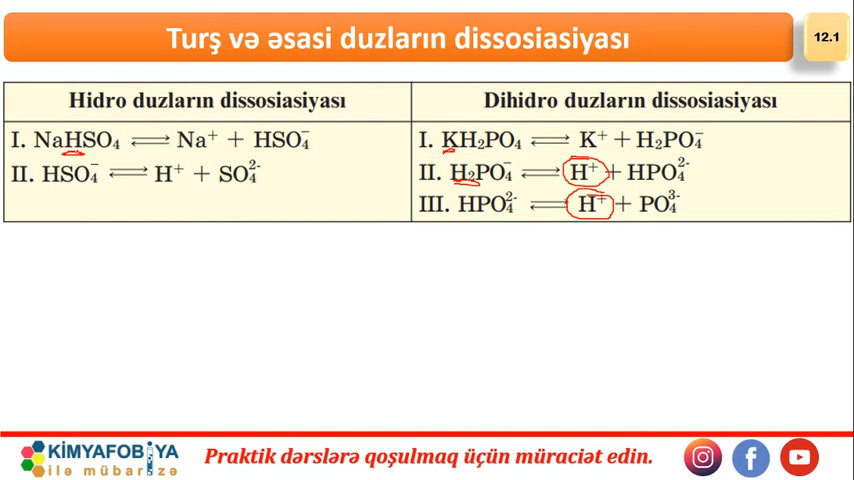 Turş və əsasi duzların dissosiasiyası
12.1
Hidro duzların dissosiasiyası
I. NaHSO₄ ⇌ Na⁺ + HSO₄⁻
II. HSO₄⁻ ⇌ H⁺ + SO₄²⁻
Dihidro duzların dissosiasiyası
I. KH₂PO₄ ⇌ K⁺ + H₂PO₄⁻
II. H₂PO₄⁻ ⇌ H⁺ + HPO₄²⁻
III. HPO₄²⁻ ⇌ H⁺ + PO₄³⁻
KİMYAFOBİYA
ilə mübarizə
Praktik dərslərə qoşulmaq üçün müraciət edin.